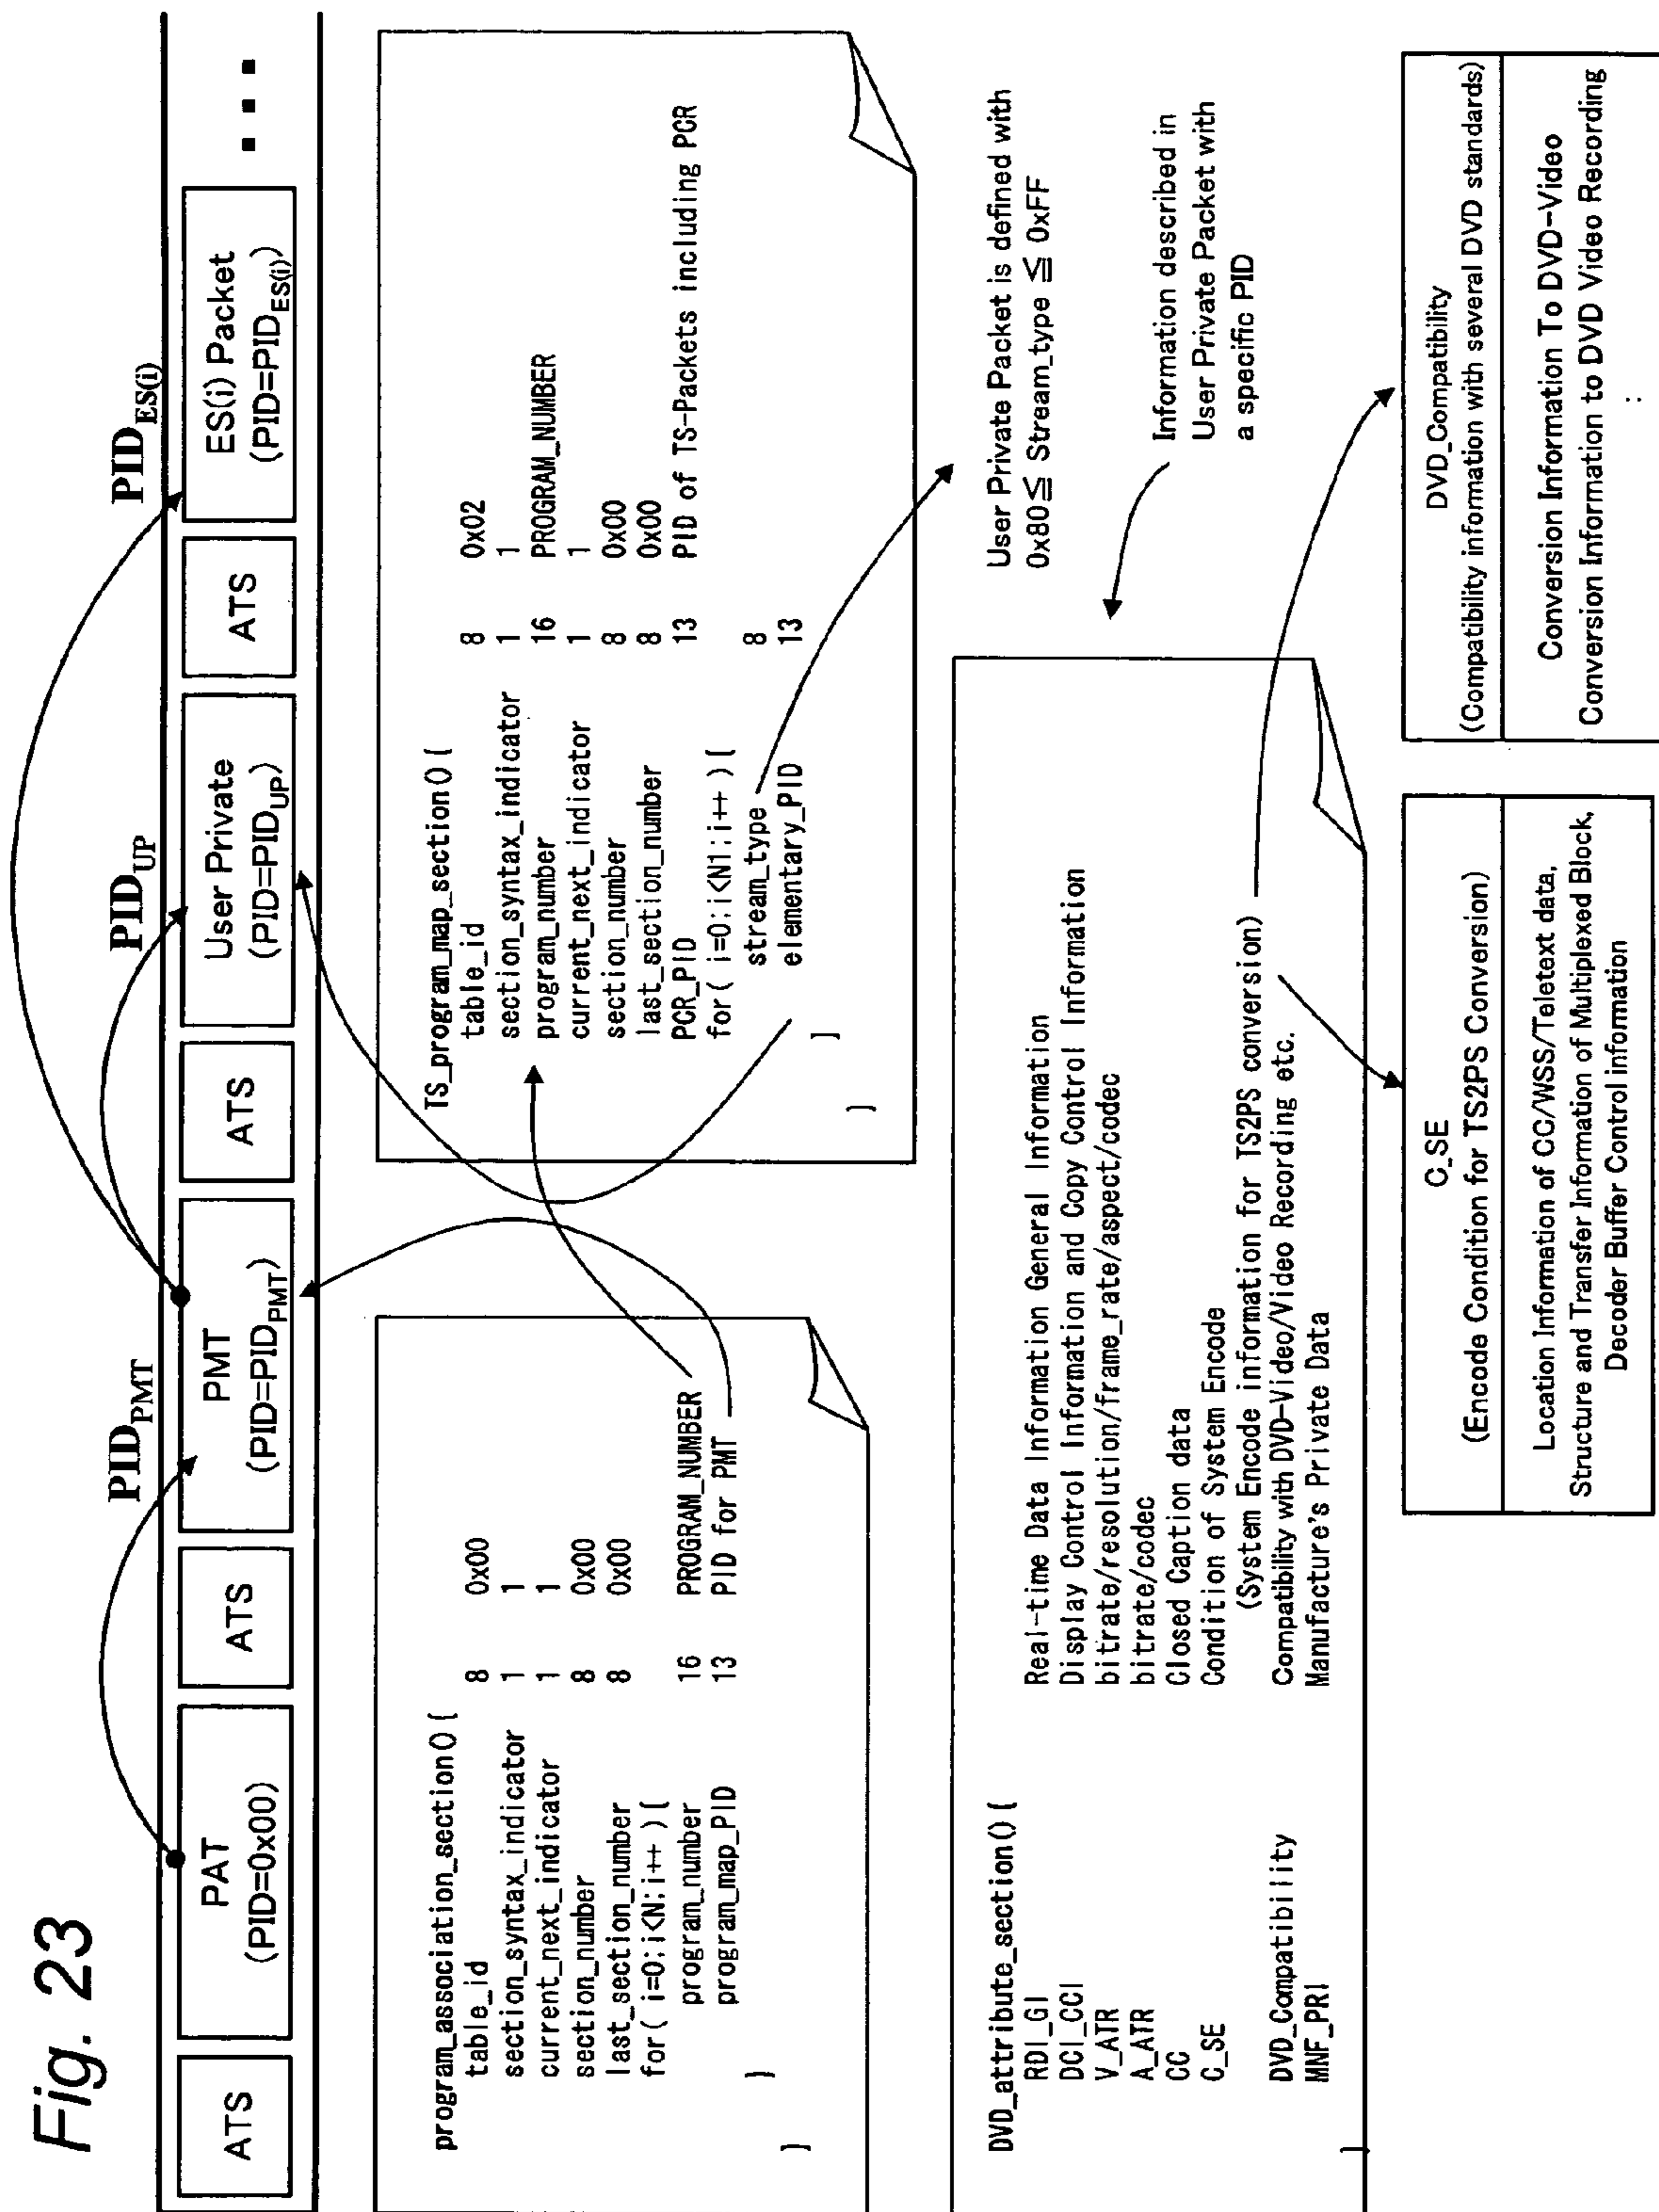 Fig. 23
PID_PMT
PID_UP
PID_ES(i)
ATS
PAT
(PID=0x00)
ATS
PMT
(PID=PID_PMT)
ATS
User Private
(PID=PID_UP)
ATS
ES(i) Packet
(PID=PID_ES(i))
program_association_section() {
table_id 8 0x00
section_syntax_indicator 1 1
current_next_indicator 1 1
section_number 8 0x00
last_section_number 8 0x00
for( i=0;i<N;i++ ) {
program_number 16 PROGRAM_NUMBER
program_map_PID 13 PID for PMT
}
}
TS_program_map_section() {
table_id 8 0x02
section_syntax_indicator 1 1
program_number 16 PROGRAM_NUMBER
current_next_indicator 1 1
section_number 8 0x00
last_section_number 8 0x00
PCR_PID 13 PID of TS-Packets including PCR
for( i=0;i<N1;i++ ) {
stream_type 8
elementary_PID 13
}
}
User Private Packet is defined with
0x80≦ Stream_type ≦ 0xFF
DVD_attribute_section() {
RDI_GI Real-time Data Information General Information
DCI_CCI Display Control Information and Copy Control Information
V_ATR bitrate/resolution/frame_rate/aspect/codec
A_ATR bitrate/codec
CC Closed Caption data
C_SE Condition of System Encode
(System Encode information for TS2PS conversion)
DVD_Compatibility Compatibility with DVD-Video/Video Recording etc.
MNF_PRI Manufacture's Private Data
}
Information described in
User Private Packet with
a specific PID
C_SE
(Encode Condition for TS2PS Conversion)
Location Information of CC/WSS/Teletext data,
Structure and Transfer Information of Multiplexed Block,
Decoder Buffer Control information
DVD_Compatibility
(Compatibility information with several DVD standards)
Conversion Information To DVD-Video
Conversion Information to DVD Video Recording
: